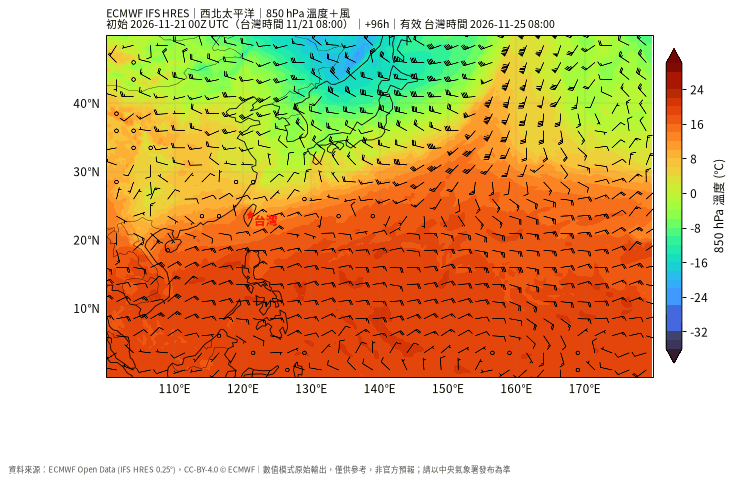 ECMWF IFS HRES｜西北太平洋｜850 hPa 溫度＋風
初始 2026-11-21 00Z UTC（台灣時間 11/21 08:00）｜+96h｜有效 台灣時間 2026-11-25 08:00
40°N
30°N
20°N
10°N
110°E
120°E
130°E
140°E
150°E
160°E
170°E
台灣
24
16
8
0
-8
-16
-24
-32
850 hPa 溫度 (°C)
資料來源：ECMWF Open Data (IFS HRES 0.25°)，CC-BY-4.0 © ECMWF｜數值模式原始輸出，僅供參考，非官方預報；請以中央氣象署發布為準